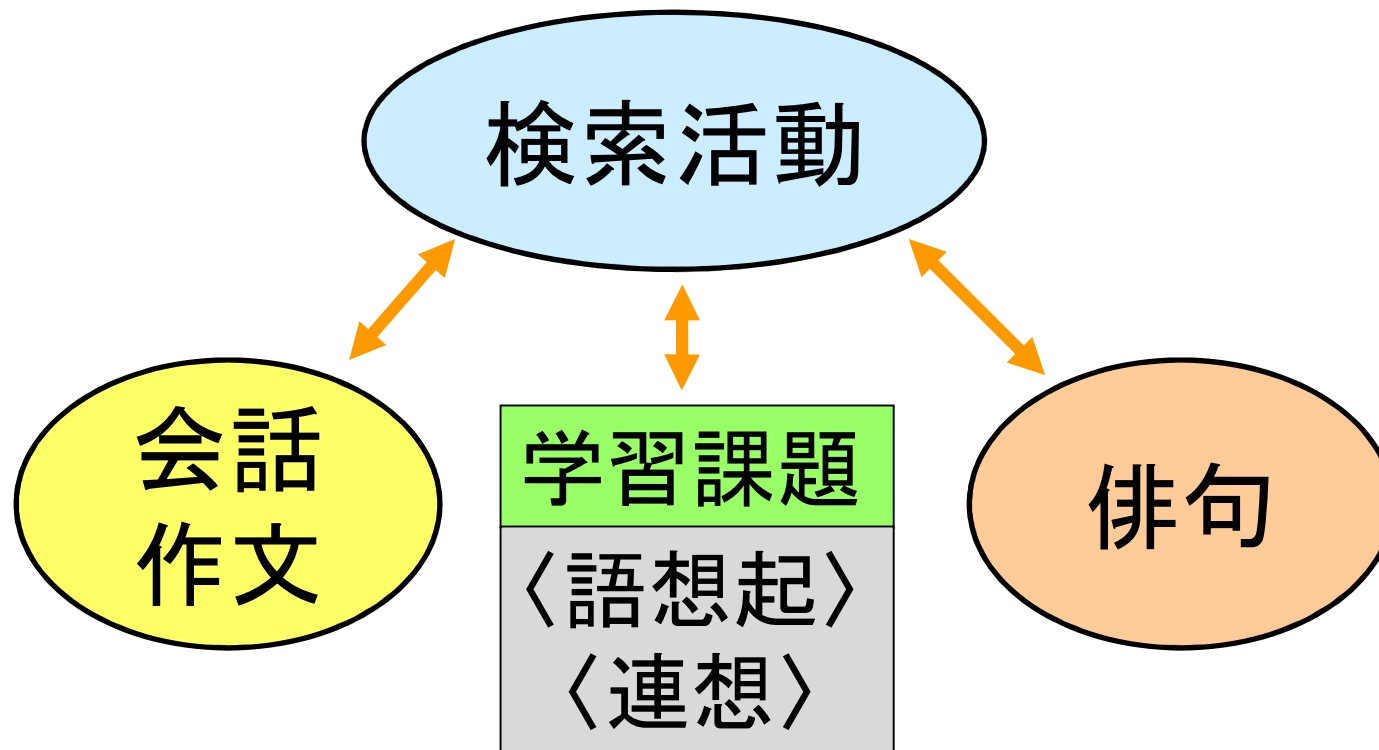 検索活動
会話
作文
学習課題
〈語想起〉
〈連想〉
俳句